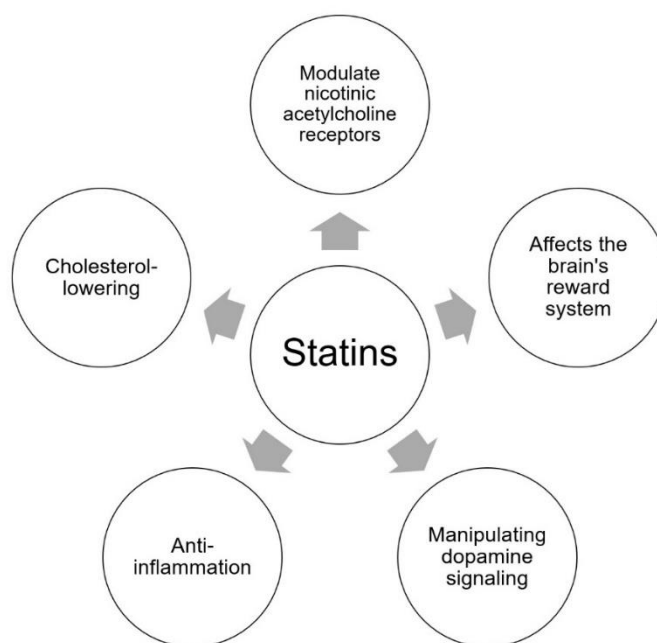 Modulate
nicotinic
acetylcholine
receptors
Cholesterol-
lowering
Affects the
brain's
reward
system
Statins
Anti-
inflammation
Manipulating
dopamine
signaling